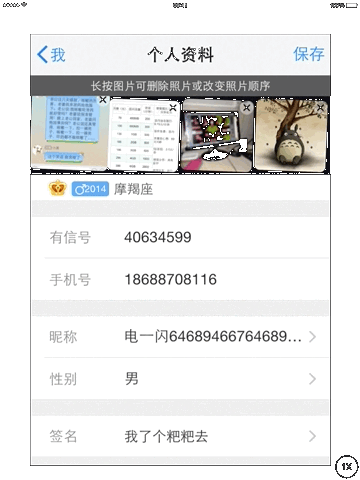 我
个人资料
保存
长按图片可删除照片或改变照片顺序
♂2014 摩羯座
有信号 40634599
手机号 18688708116
昵称 电一闪64689466764689...
性别 男
签名 我了个粑粑去
1X